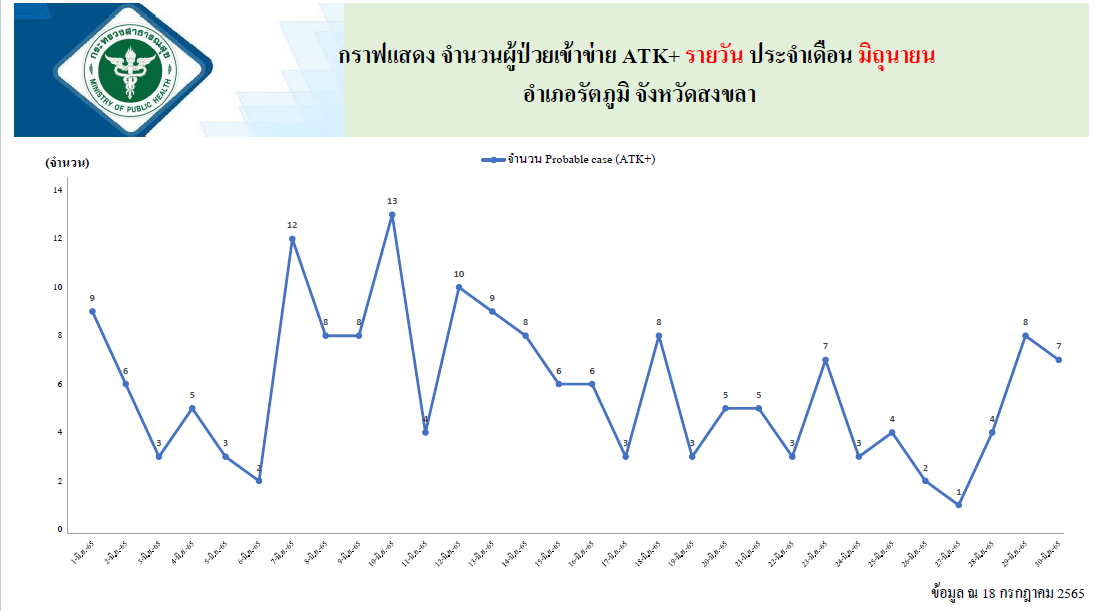 กระทรวงสาธารณสุข
MINISTRY OF PUBLIC HEALTH
กราฟแสดง จำนวนผู้ป่วยเข้าข่าย ATK+ รายวัน ประจำเดือน มิถุนายน
อำเภอรัตภูมิ จังหวัดสงขลา
(จำนวน)
จำนวน Probable case (ATK+)
14
12
10
8
6
4
2
0
9 6 3 5 3 2 12 8 8 13 4 10 9 8 6 6 3 8 3 5 5 3 7 3 4 2 1 4 8 7
1-มิ.ย.-65 2-มิ.ย.-65 3-มิ.ย.-65 4-มิ.ย.-65 5-มิ.ย.-65 6-มิ.ย.-65 7-มิ.ย.-65 8-มิ.ย.-65 9-มิ.ย.-65 10-มิ.ย.-65 11-มิ.ย.-65 12-มิ.ย.-65 13-มิ.ย.-65 14-มิ.ย.-65 15-มิ.ย.-65 16-มิ.ย.-65 17-มิ.ย.-65 18-มิ.ย.-65 19-มิ.ย.-65 20-มิ.ย.-65 21-มิ.ย.-65 22-มิ.ย.-65 23-มิ.ย.-65 24-มิ.ย.-65 25-มิ.ย.-65 26-มิ.ย.-65 27-มิ.ย.-65 28-มิ.ย.-65 29-มิ.ย.-65 30-มิ.ย.-65
ข้อมูล ณ 18 กรกฎาคม 2565